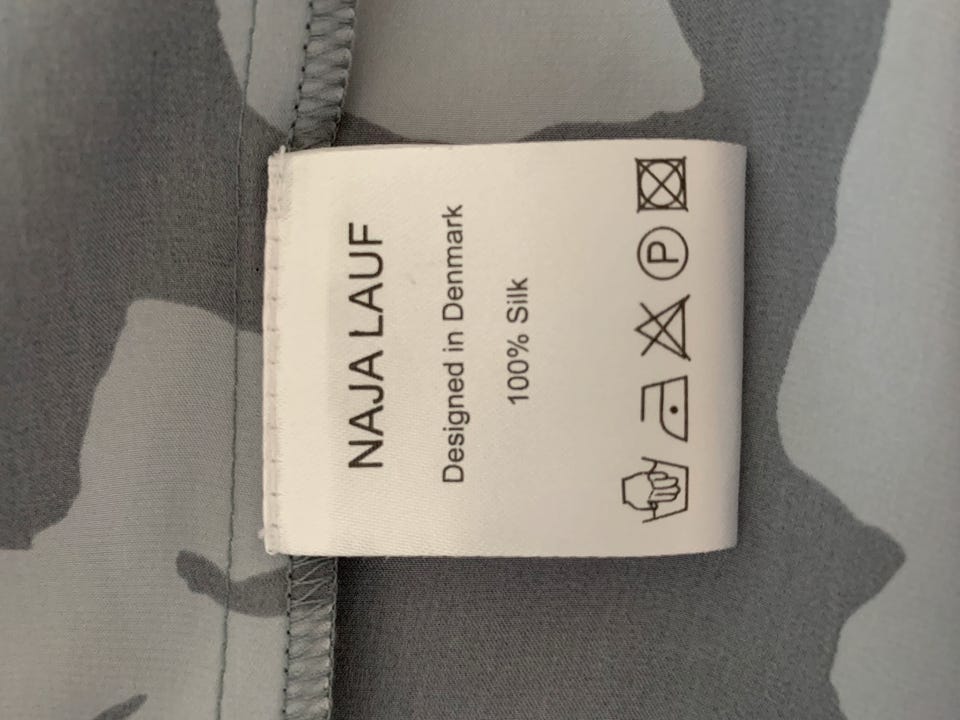 NAJA LAUF
Designed in Denmark
100% Silk
P